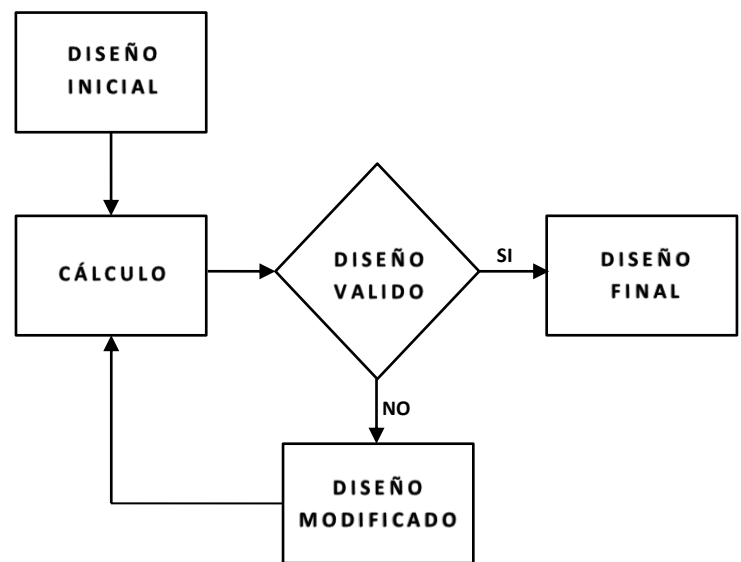 DISEÑO
INICIAL
CÁLCULO
DISEÑO
VALIDO
SI
DISEÑO
FINAL
NO
DISEÑO
MODIFICADO